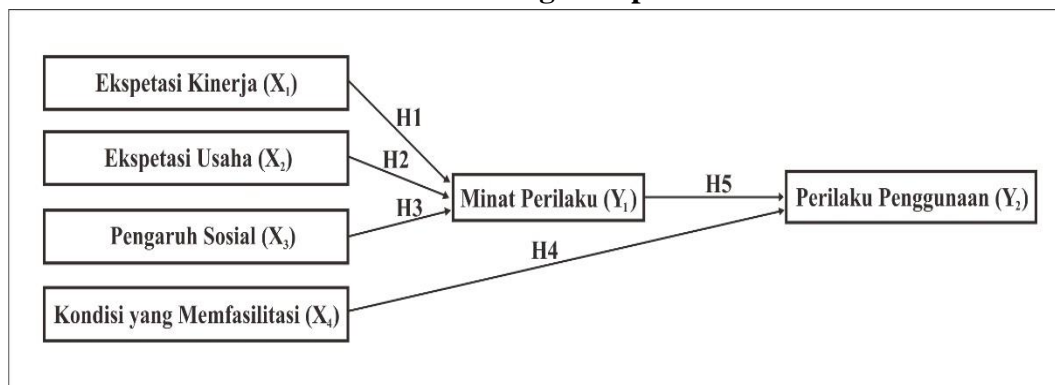 Ekspetasi Kinerja (X₁)
H1
Ekspetasi Usaha (X₂)
H2
Minat Perilaku (Y₁)
H5
Perilaku Penggunaan (Y₂)
H3
Pengaruh Sosial (X₃)
H4
Kondisi yang Memfasilitasi (X₄)